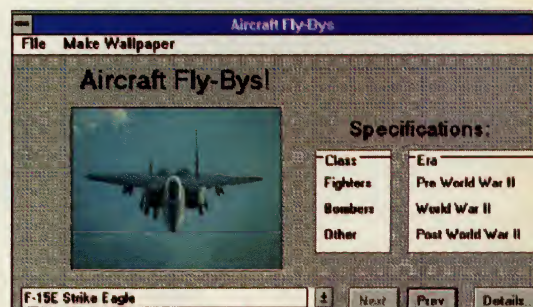 Aircraft Fly-Bys
File Make Wallpaper
Aircraft Fly-Bys!
Specifications:
Class
Fighters
Bombers
Other
Era
Pre World War II
World War II
Post World War II
F-15E Strike Eagle
Next Prev Details...